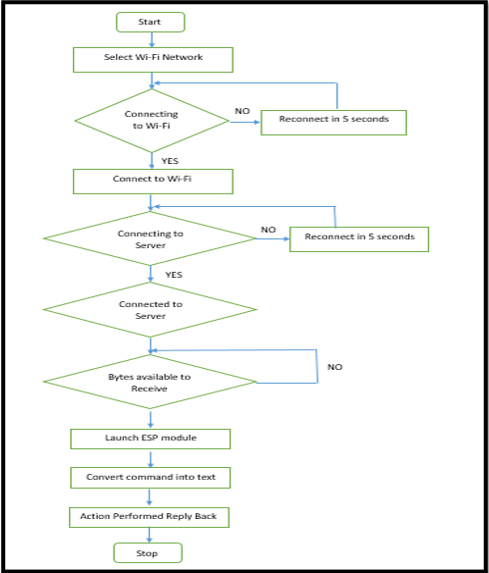 Start
Select Wi-Fi Network
Connecting
to Wi-Fi
NO
Reconnect in 5 seconds
YES
Connect to Wi-Fi
Connecting to
Server
NO
Reconnect in 5 seconds
YES
Connected to
Server
Bytes available to
Receive
NO
Launch ESP module
Convert command into text
Action Performed Reply Back
Stop